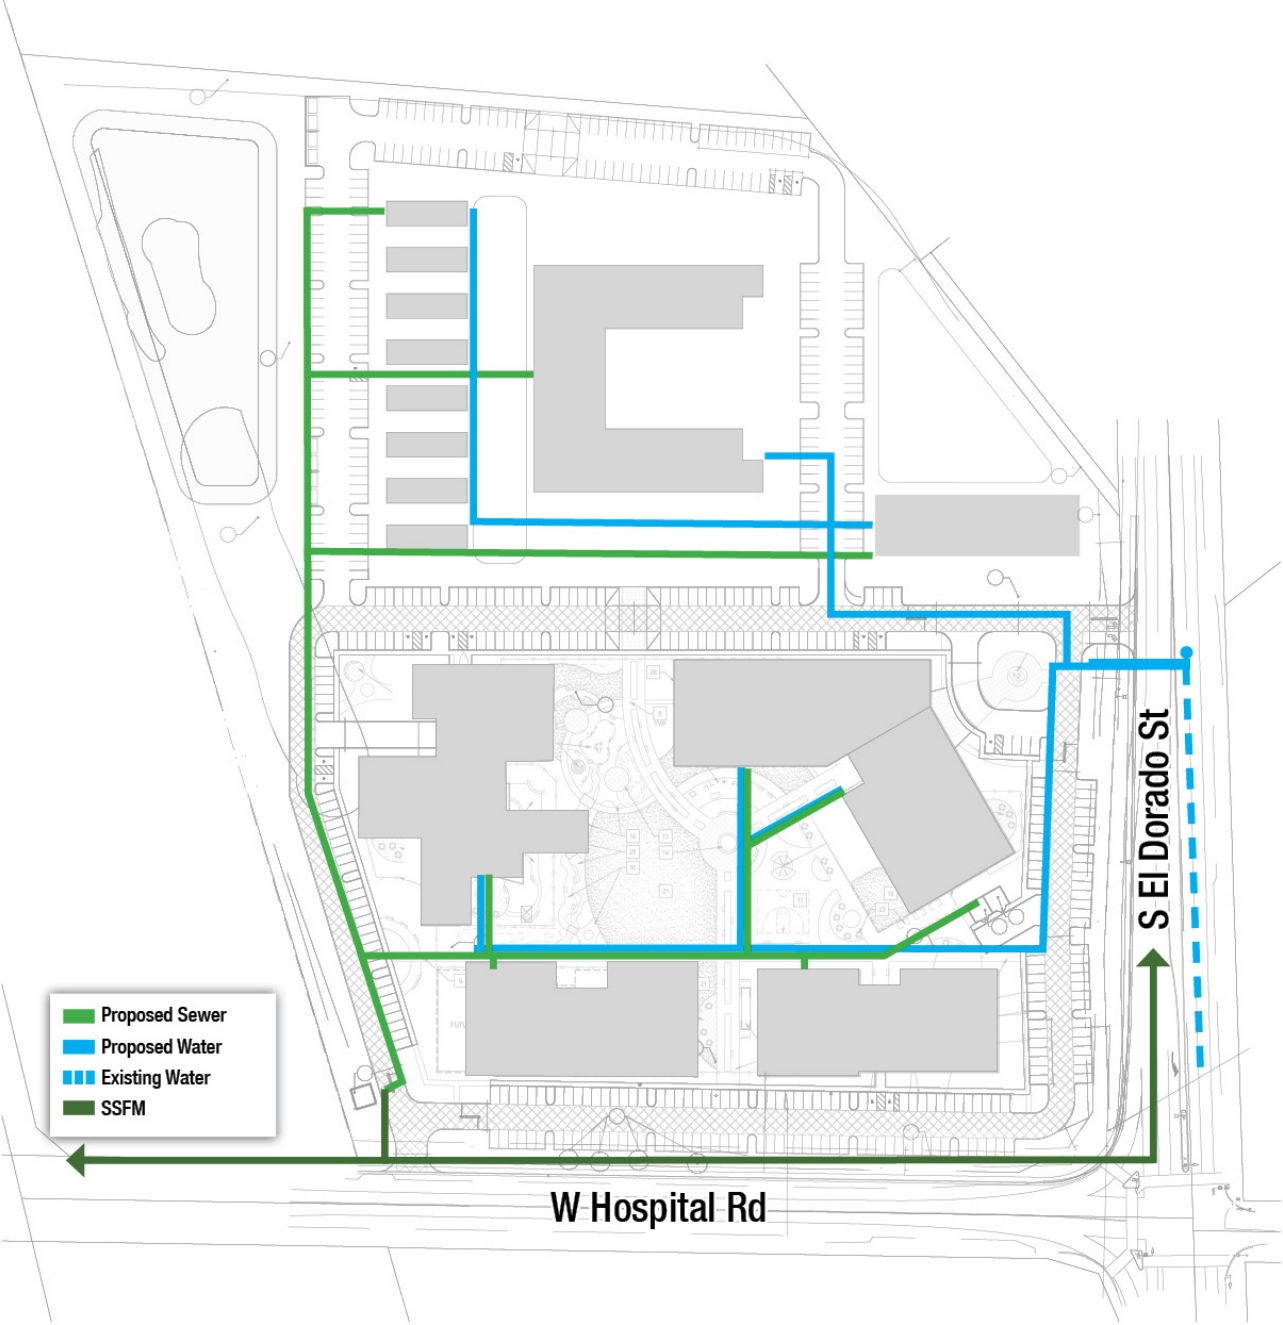 S El Dorado St
Proposed Sewer
Proposed Water
Existing Water
SSFM
W Hospital Rd